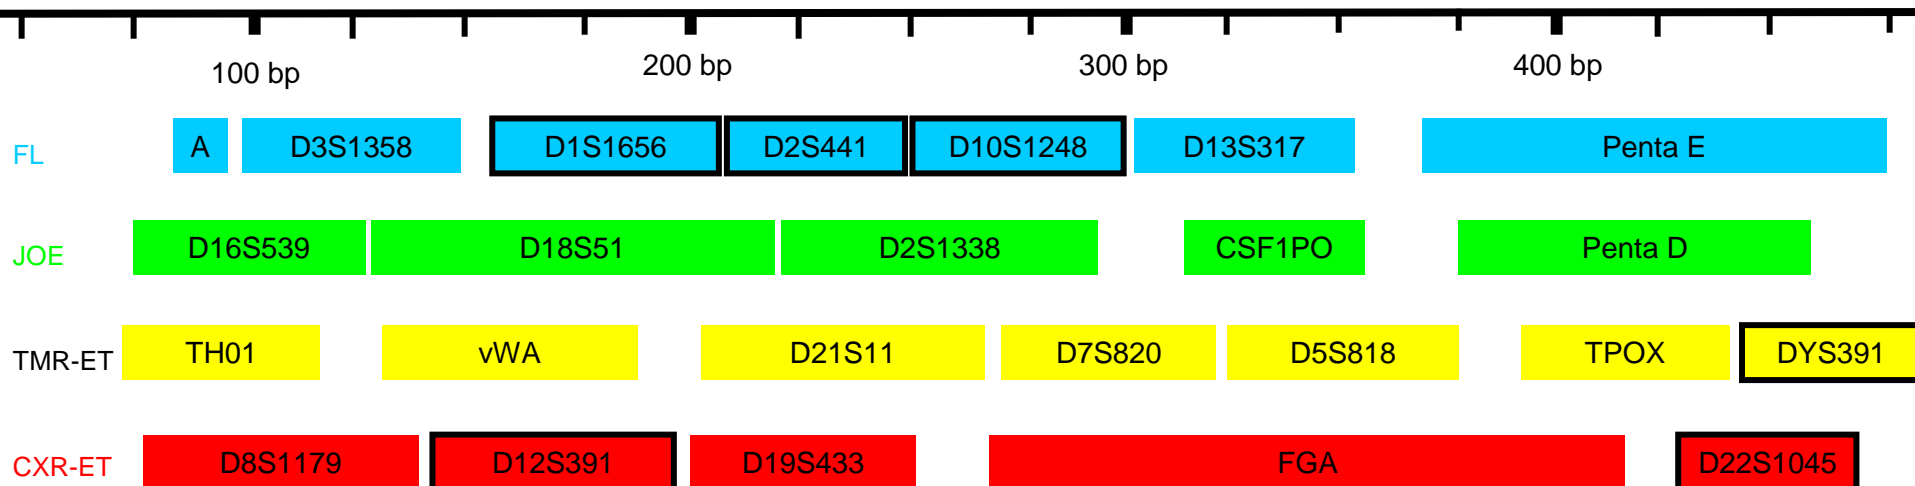 100 bp 200 bp 300 bp 400 bp
FL A D3S1358 D1S1656 D2S441 D10S1248 D13S317 Penta E
JOE D16S539 D18S51 D2S1338 CSF1PO Penta D
TMR-ET TH01 vWA D21S11 D7S820 D5S818 TPOX DYS391
CXR-ET D8S1179 D12S391 D19S433 FGA D22S1045